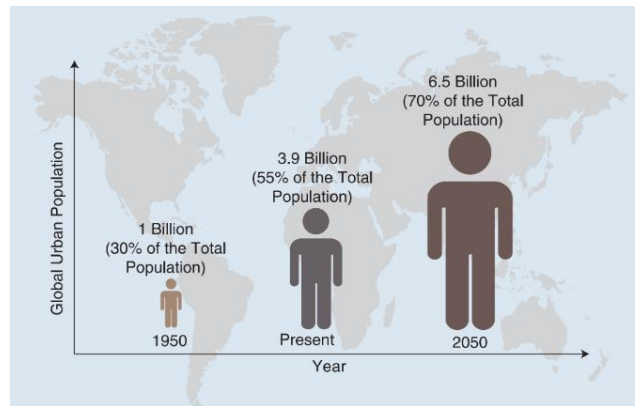 6.5 Billion
(70% of the Total
Population)
3.9 Billion
(55% of the Total
Population)
1 Billion
(30% of the Total
Population)
Global Urban Population
1950
Present
2050
Year